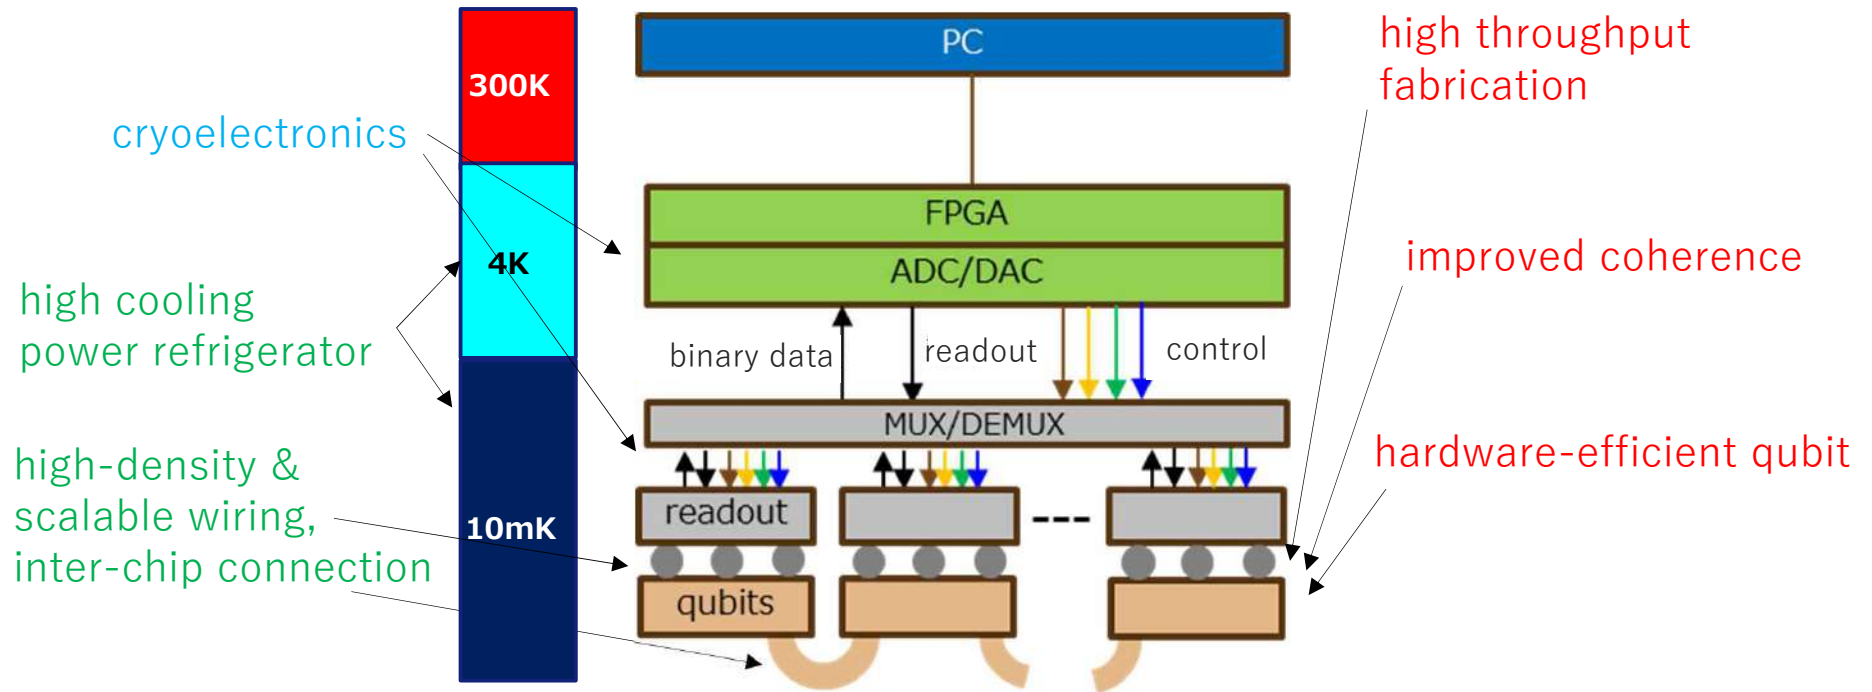 PC
high throughput
fabrication
300K
cryoelectronics
FPGA
4K
ADC/DAC
improved coherence
high cooling
power refrigerator
binary data
readout
control
MUX/DEMUX
hardware-efficient qubit
high-density &
scalable wiring,
inter-chip connection
10mK
readout
---
qubits